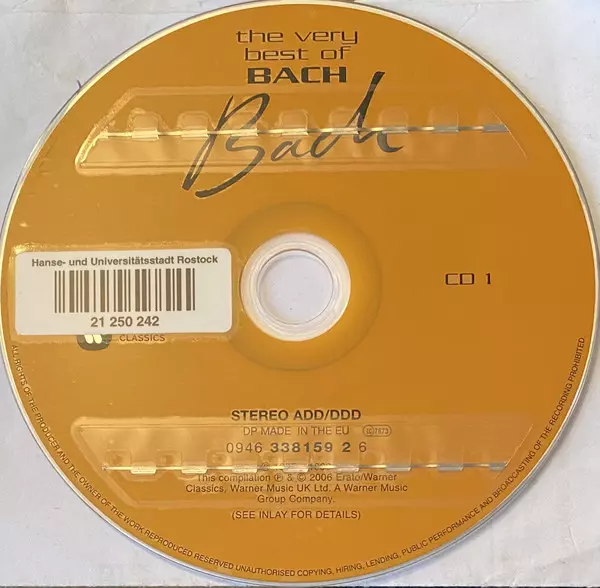 the very
best of
BACH
Bach
Hanse- und Universitätsstadt Rostock
21 250 242
CLASSICS
CD 1
STEREO ADD/DDD
DP MADE IN THE EU
0946 338159 2 6
This compilation ℗ & © 2006 Erato/Warner
Classics, Warner Music UK Ltd. A Warner Music
Group Company.
(SEE INLAY FOR DETAILS)
ALL RIGHTS OF THE PRODUCER AND THE OWNER OF THE WORK REPRODUCED RESERVED UNAUTHORISED COPYING, HIRING, LENDING, PUBLIC PERFORMANCE AND BROADCASTING OF THE RECORDING PROHIBITED